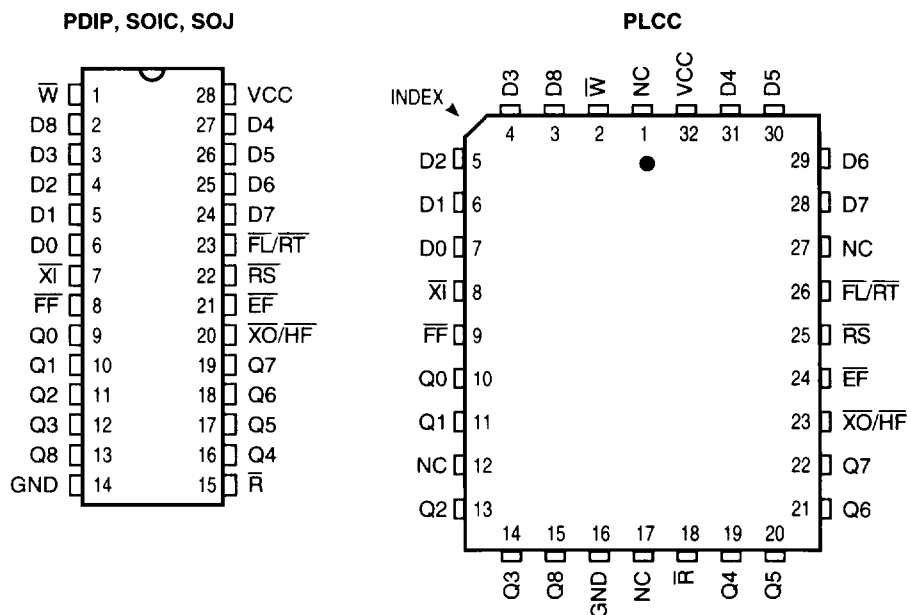 PDIP, SOIC, SOJ
W̅ 1 28 VCC
D8 2 27 D4
D3 3 26 D5
D2 4 25 D6
D1 5 24 D7
D0 6 23 F̅L̅/R̅T̅
X̅I̅ 7 22 R̅S̅
F̅F̅ 8 21 E̅F̅
Q0 9 20 X̅O̅/H̅F̅
Q1 10 19 Q7
Q2 11 18 Q6
Q3 12 17 Q5
Q8 13 16 Q4
GND 14 15 R̅
PLCC
D3 D8 W̅ NC VCC D4 D5
INDEX
4 3 2 1 32 31 30
D2 5 29 D6
D1 6 28 D7
D0 7 27 NC
X̅I̅ 8 26 F̅L̅/R̅T̅
F̅F̅ 9 25 R̅S̅
Q0 10 24 E̅F̅
Q1 11 23 X̅O̅/H̅F̅
NC 12 22 Q7
Q2 13 21 Q6
14 15 16 17 18 19 20
Q3 Q8 GND NC R̅ Q4 Q5